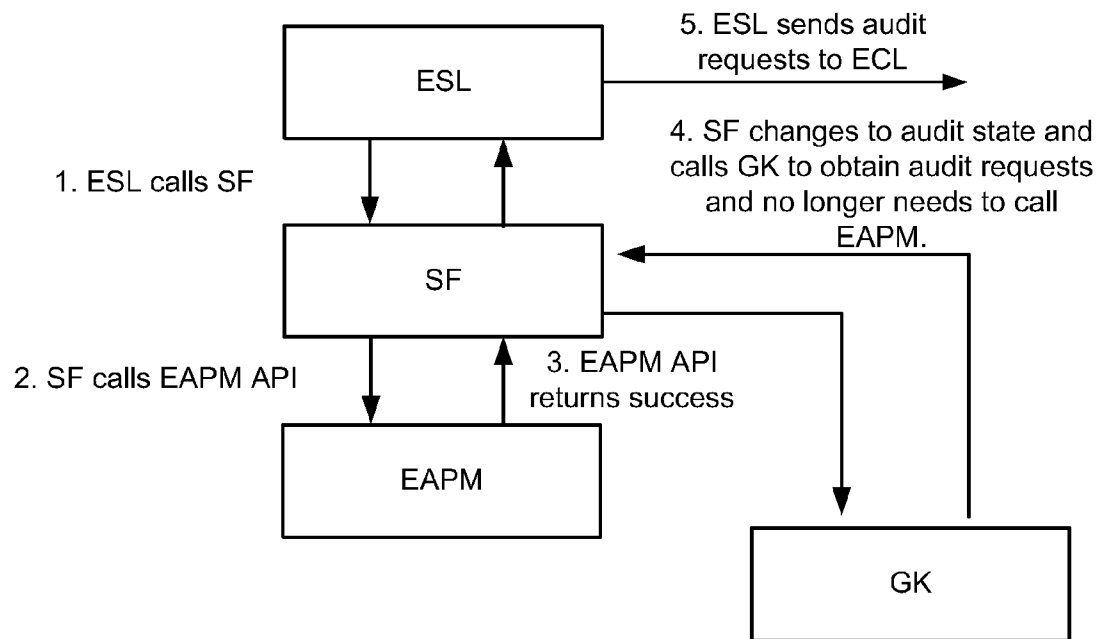 ESL
5. ESL sends audit
requests to ECL
1. ESL calls SF
4. SF changes to audit state and
calls GK to obtain audit requests
and no longer needs to call
EAPM.
SF
2. SF calls EAPM API
3. EAPM API
returns success
EAPM
GK